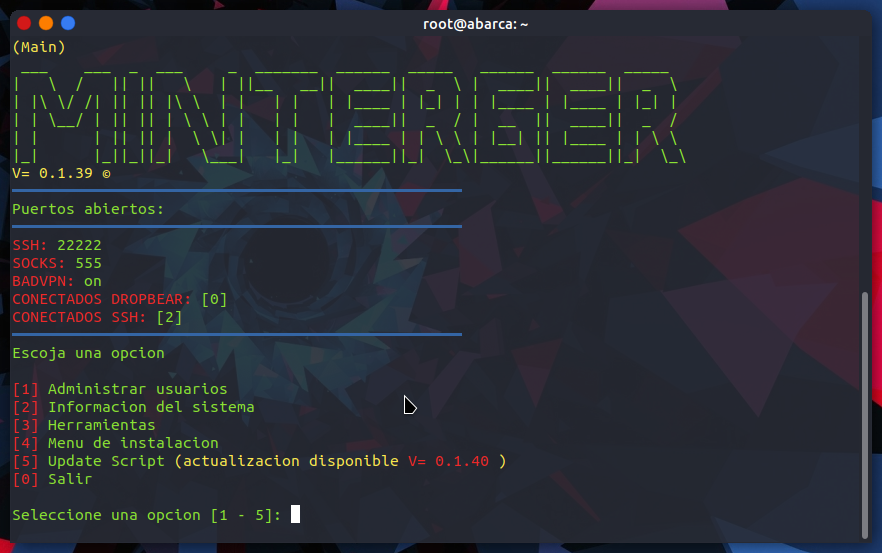 root@abarca: ~
(Main)
MINTERGER
V= 0.1.39 ©
Puertos abiertos:
SSH: 22222
SOCKS: 555
BADVPN: on
CONECTADOS DROPBEAR: [0]
CONECTADOS SSH: [2]
Escoja una opcion
[1] Administrar usuarios
[2] Informacion del sistema
[3] Herramientas
[4] Menu de instalacion
[5] Update Script (actualizacion disponible V= 0.1.40 )
[0] Salir
Seleccione una opcion [1 - 5]: